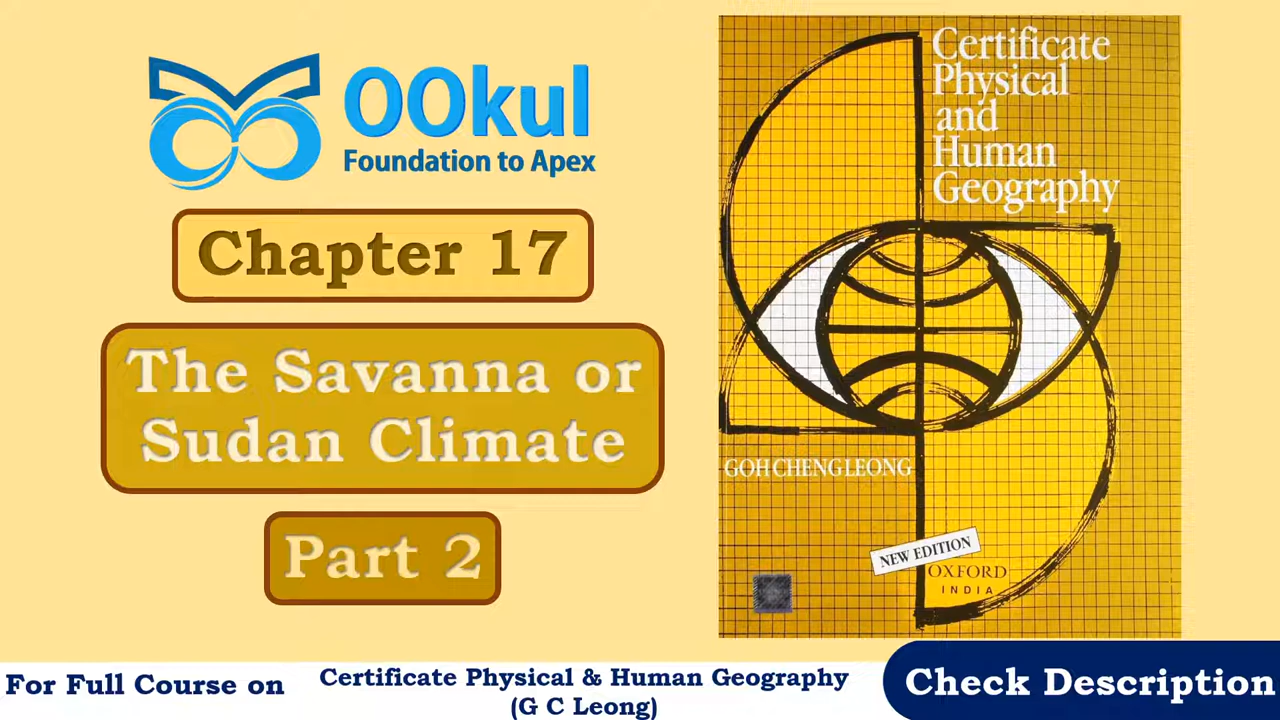 OOkul
Foundation to Apex
Chapter 17
The Savanna or
Sudan Climate
Part 2
Certificate
Physical
and
Human
Geography
GOH CHENG LEONG
NEW EDITION
OXFORD
INDIA
For Full Course on
Certificate Physical & Human Geography
(G C Leong)
Check Description